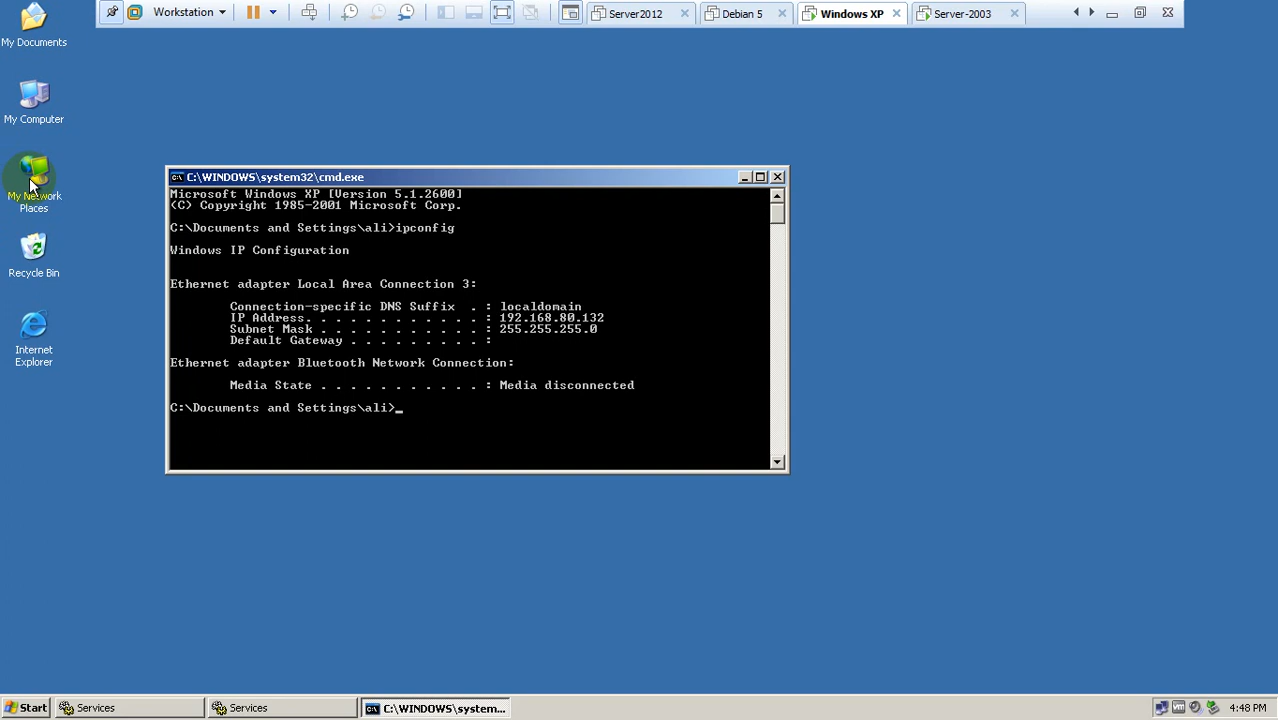 Workstation
Server2012
Debian 5
Windows XP
Server-2003
My Documents
My Computer
My Network
Places
Recycle Bin
Internet
Explorer
C:\WINDOWS\system32\cmd.exe
Microsoft Windows XP [Version 5.1.2600]
(C) Copyright 1985-2001 Microsoft Corp.
C:\Documents and Settings\ali>ipconfig
Windows IP Configuration
Ethernet adapter Local Area Connection 3:
Connection-specific DNS Suffix . : localdomain
IP Address. . . . . . . . . . . . : 192.168.80.132
Subnet Mask . . . . . . . . . . . : 255.255.255.0
Default Gateway . . . . . . . . . :
Ethernet adapter Bluetooth Network Connection:
Media State . . . . . . . . . . . : Media disconnected
C:\Documents and Settings\ali>_
Start
Services
Services
C:\WINDOWS\system...
4:48 PM